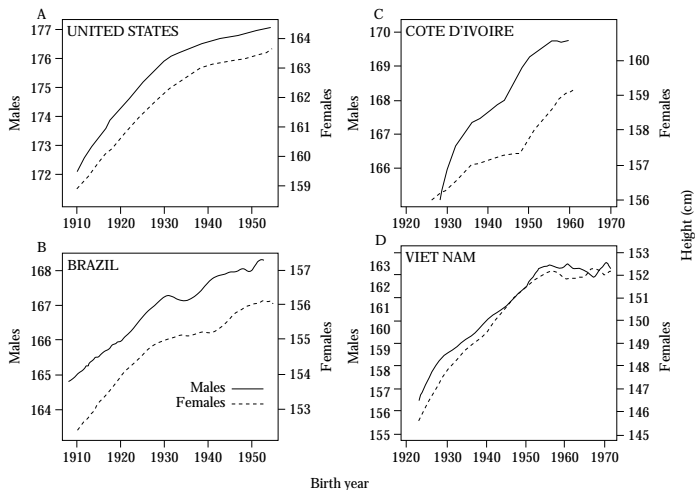 A
UNITED STATES
177
176
175
174
173
172
Males
164
163
162
161
160
159
Females
1910 1920 1930 1940 1950
C
COTE D'IVOIRE
170
169
168
167
166
Males
160
159
158
157
156
Females
1920 1930 1940 1950 1960 1970
Height (cm)
B
BRAZIL
168
167
166
165
164
Males
157
156
155
154
153
Females
Males
Females
1910 1920 1930 1940 1950
D
VIET NAM
163
162
161
160
159
158
157
156
155
Males
153
152
151
150
149
148
147
146
145
Females
1920 1930 1940 1950 1960 1970
Birth year